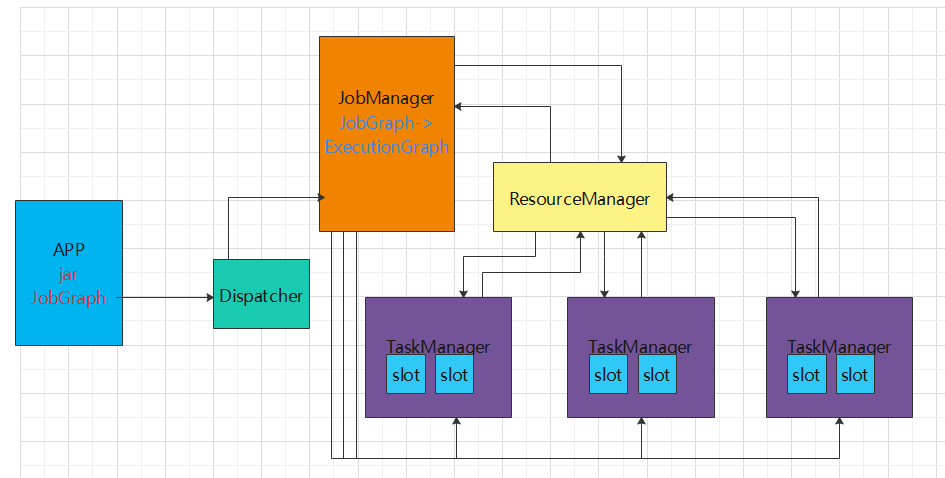 JobManager
JobGraph->
ExecutionGraph
ResourceManager
APP
jar
JobGraph
Dispatcher
TaskManager
slot slot
TaskManager
slot slot
TaskManager
slot slot